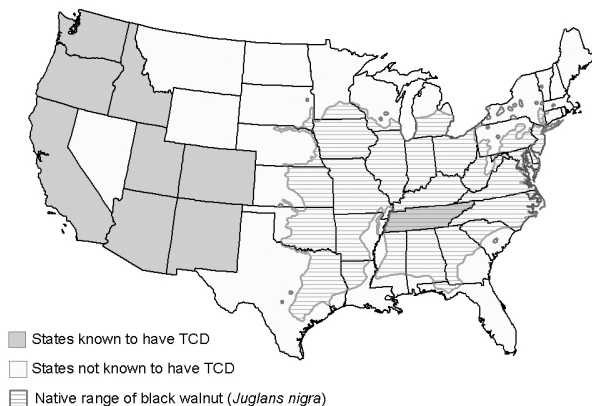 States known to have TCD
States not known to have TCD
Native range of black walnut (Juglans nigra)